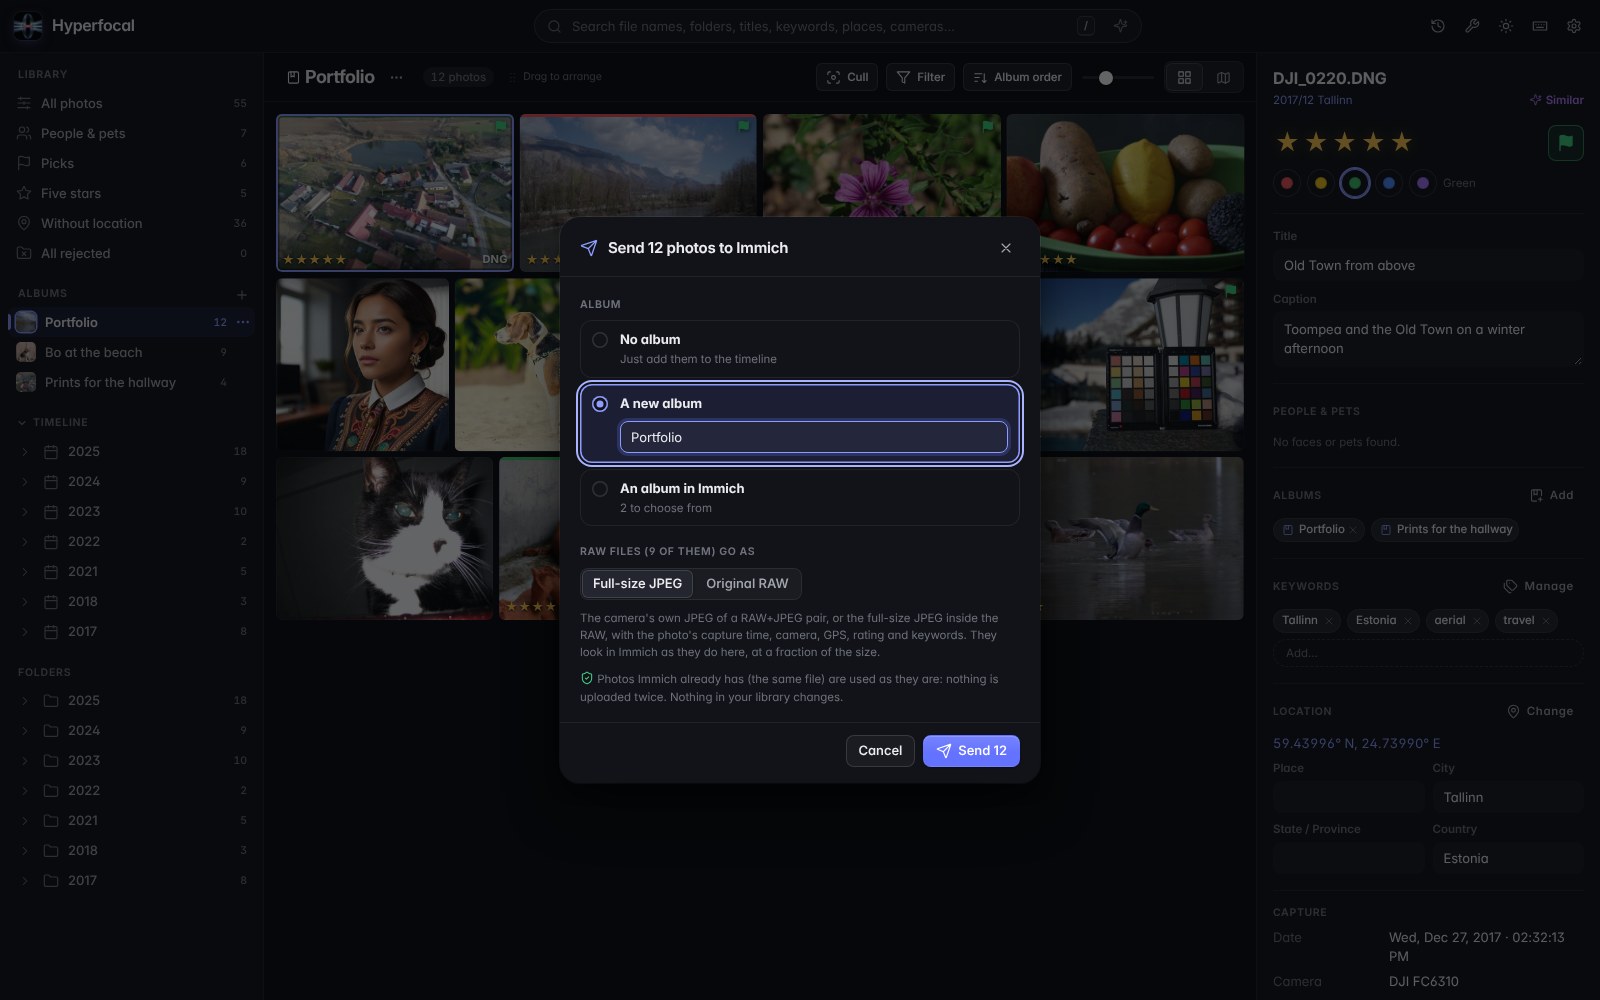 Hyperfocal
Search file names, folders, titles, keywords, places, cameras...
/
LIBRARY
All photos 55
People & pets 7
Picks 6
Five stars 5
Without location 36
All rejected 0
ALBUMS
Portfolio 12
Bo at the beach 9
Prints for the hallway 4
TIMELINE
2025 18
2024 9
2023 10
2022 2
2021 5
2018 3
2017 8
FOLDERS
2025 18
2024 9
2023 10
2022 2
2021 5
2018 3
2017 8
Portfolio
12 photos
Drag to arrange
Cull
Filter
Album order
DNG
Send 12 photos to Immich
ALBUM
No album
Just add them to the timeline
A new album
Portfolio
An album in Immich
2 to choose from
RAW FILES (9 OF THEM) GO AS
Full-size JPEG Original RAW
The camera's own JPEG of a RAW+JPEG pair, or the full-size JPEG inside the
RAW, with the photo's capture time, camera, GPS, rating and keywords. They
look in Immich as they do here, at a fraction of the size.
Photos Immich already has (the same file) are used as they are: nothing is
uploaded twice. Nothing in your library changes.
Cancel
Send 12
DJI_0220.DNG
2017/12 Tallinn
Similar
Green
Title
Old Town from above
Caption
Toompea and the Old Town on a winter
afternoon
PEOPLE & PETS
No faces or pets found.
ALBUMS
Add
Portfolio
Prints for the hallway
KEYWORDS
Manage
Tallinn
Estonia
aerial
travel
Add...
LOCATION
Change
59.43996° N, 24.73990° E
Place City
Tallinn
State / Province Country
Estonia
CAPTURE
Date Wed, Dec 27, 2017 · 02:32:13
PM
Camera DJI FC6310